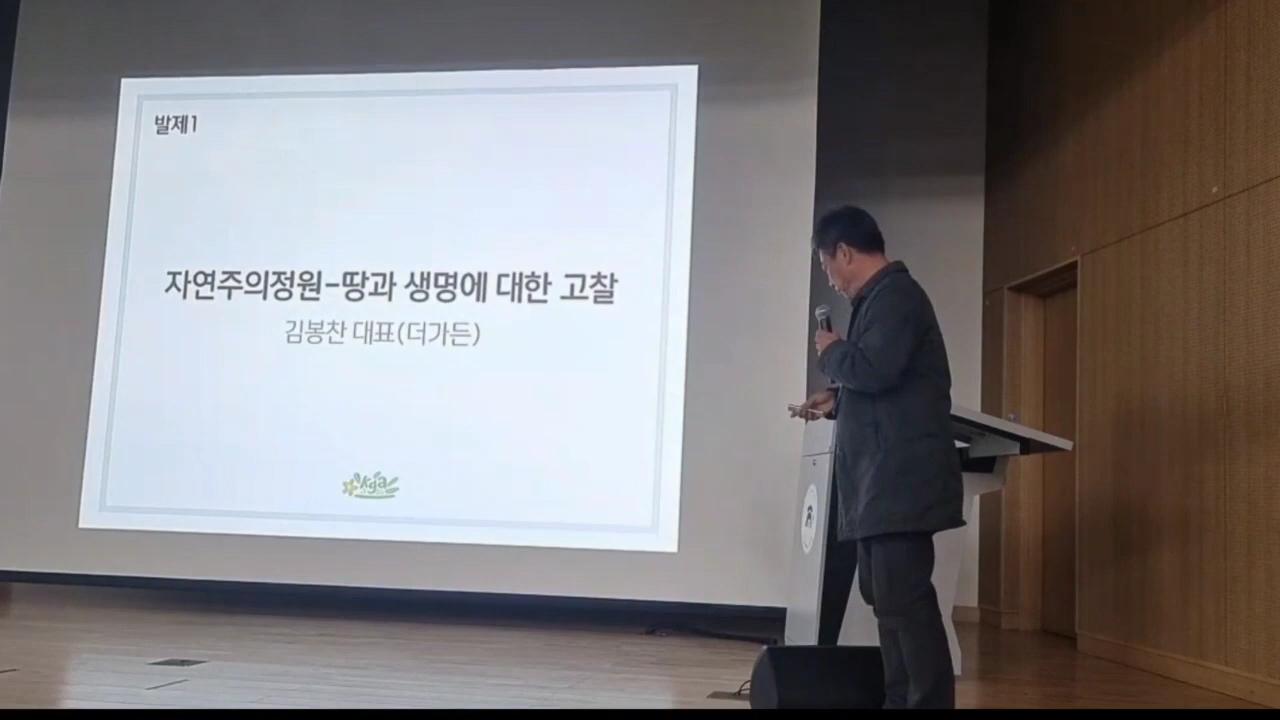 발제1
자연주의정원-땅과 생명에 대한 고찰
김봉찬 대표(더가든)
kga